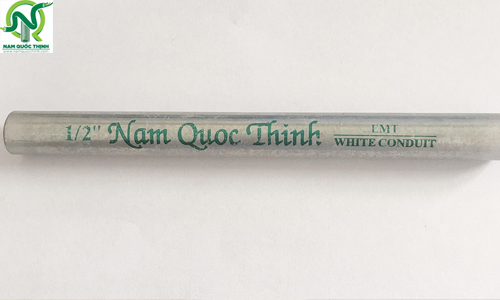 NAM QUỐC THỊNH
1/2" Nam Quoc Thinh
EMT
WHITE CONDUIT